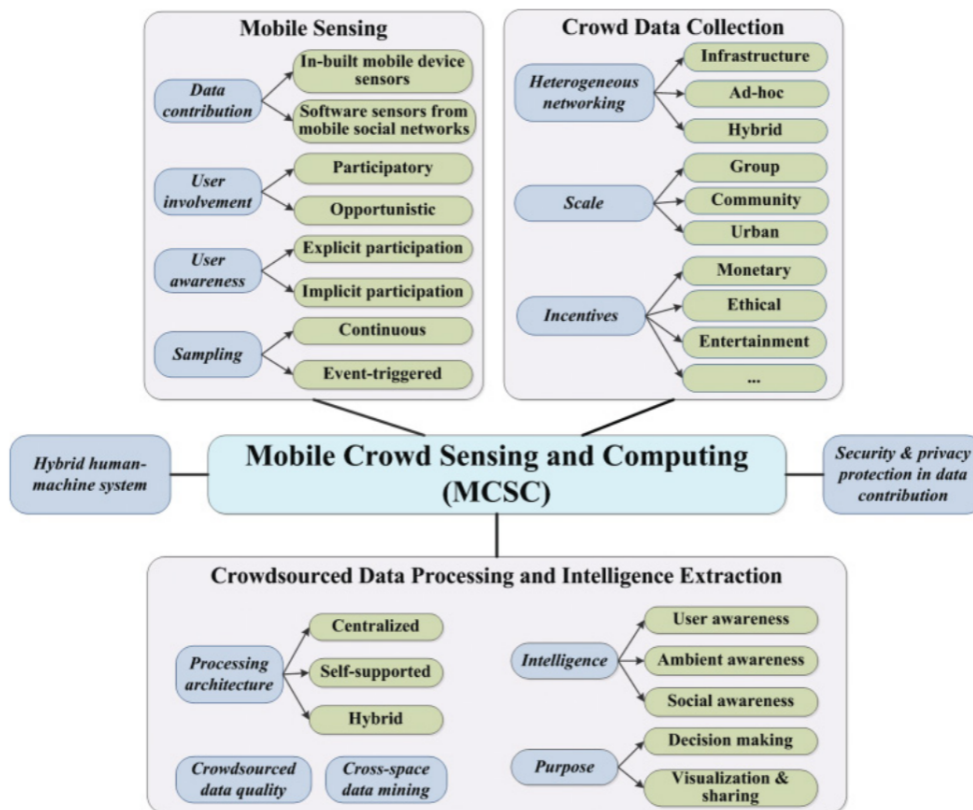 Mobile Sensing
Data
contribution
In-built mobile device
sensors
Software sensors from
mobile social networks
User
involvement
Participatory
Opportunistic
User
awareness
Explicit participation
Implicit participation
Sampling
Continuous
Event-triggered
Crowd Data Collection
Heterogeneous
networking
Infrastructure
Ad-hoc
Hybrid
Scale
Group
Community
Urban
Incentives
Monetary
Ethical
Entertainment
...
Hybrid human-
machine system
Mobile Crowd Sensing and Computing
(MCSC)
Security & privacy
protection in data
contribution
Crowdsourced Data Processing and Intelligence Extraction
Processing
architecture
Centralized
Self-supported
Hybrid
Crowdsourced
data quality
Cross-space
data mining
Intelligence
User awareness
Ambient awareness
Social awareness
Purpose
Decision making
Visualization &
sharing